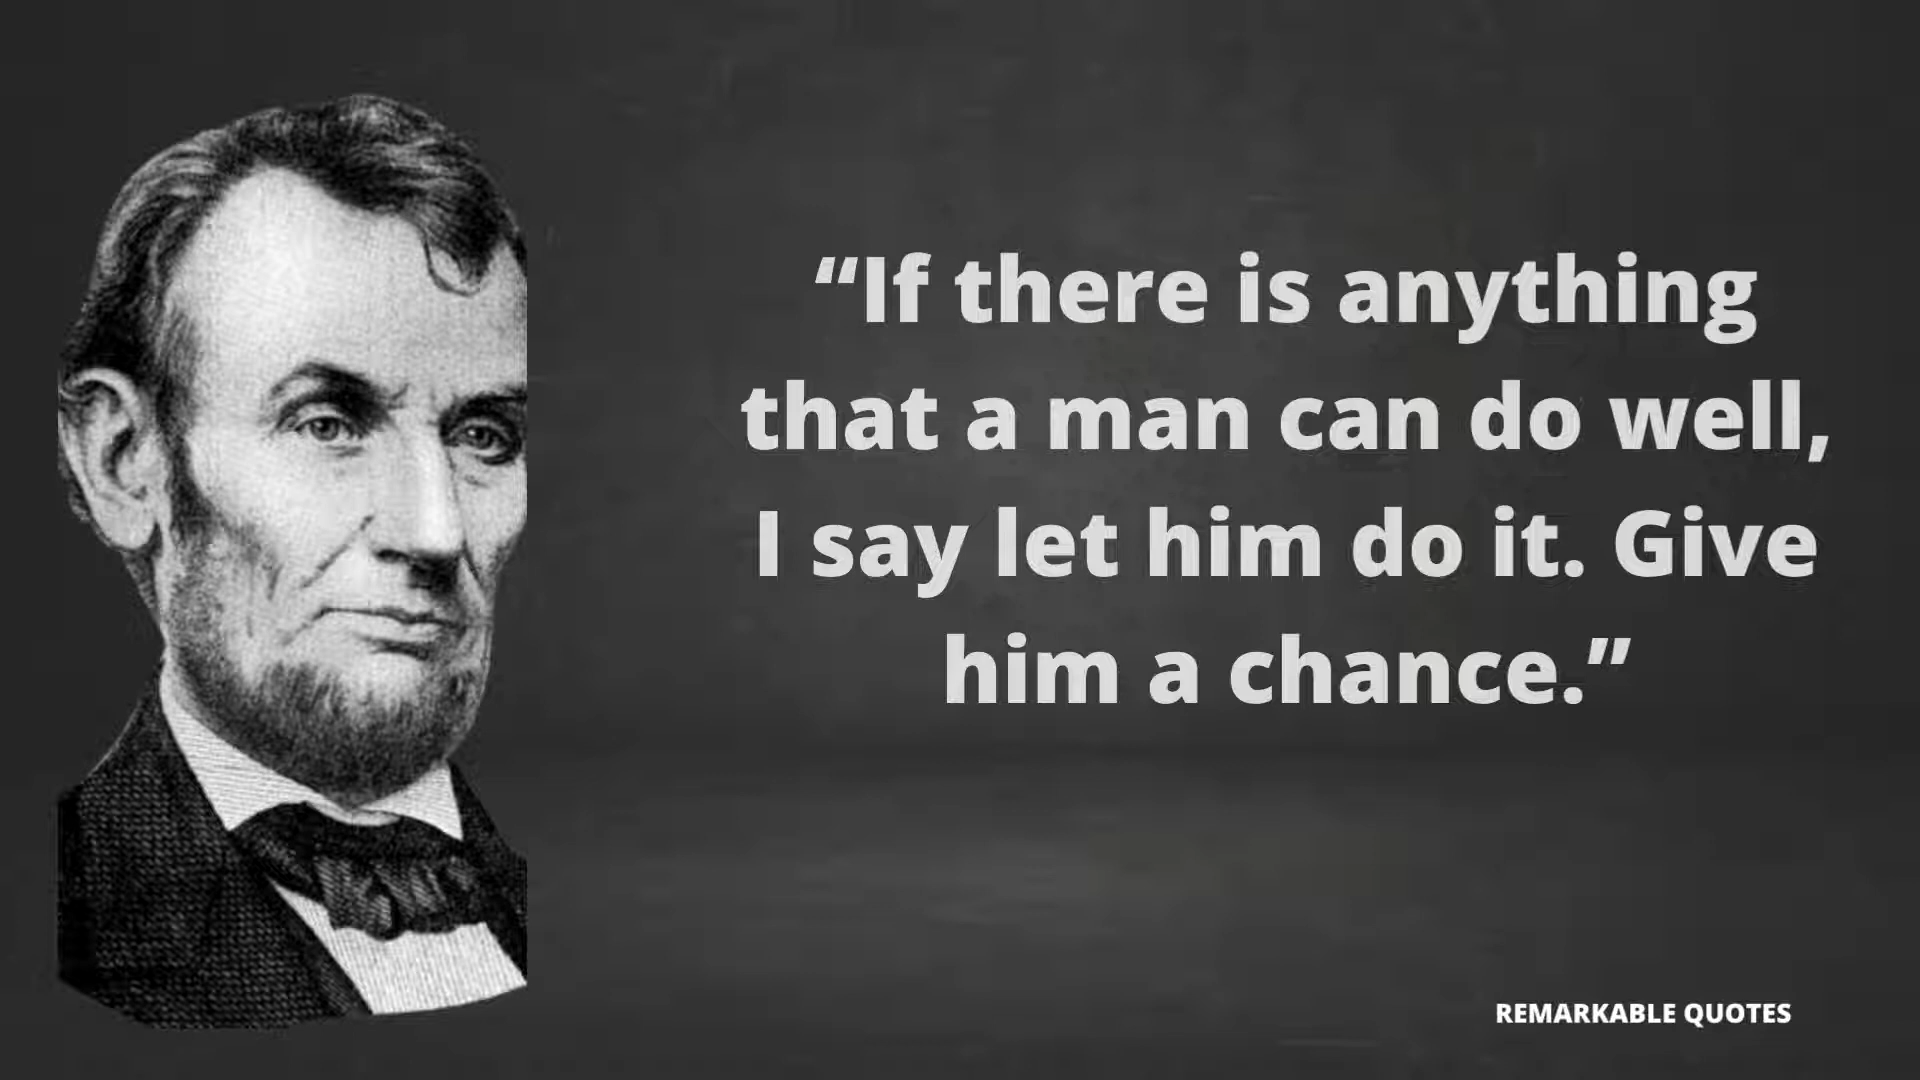 “If there is anything
that a man can do well,
I say let him do it. Give
him a chance.”
REMARKABLE QUOTES